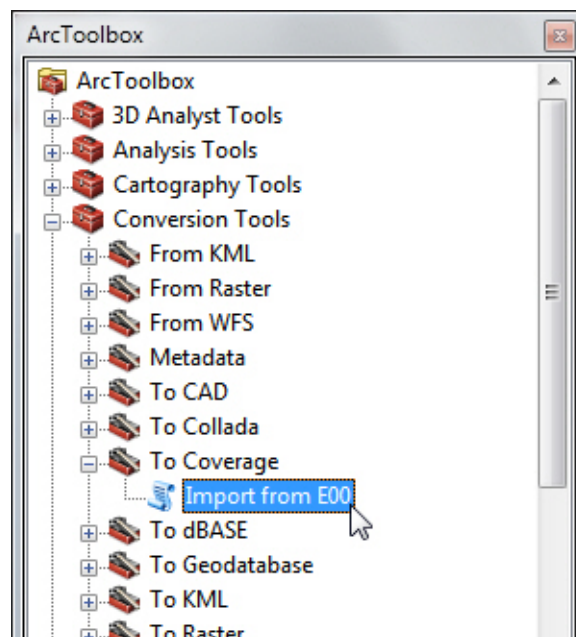 ArcToolbox
ArcToolbox
3D Analyst Tools
Analysis Tools
Cartography Tools
Conversion Tools
From KML
From Raster
From WFS
Metadata
To CAD
To Collada
To Coverage
Import from E00
To dBASE
To Geodatabase
To KML
To Raster